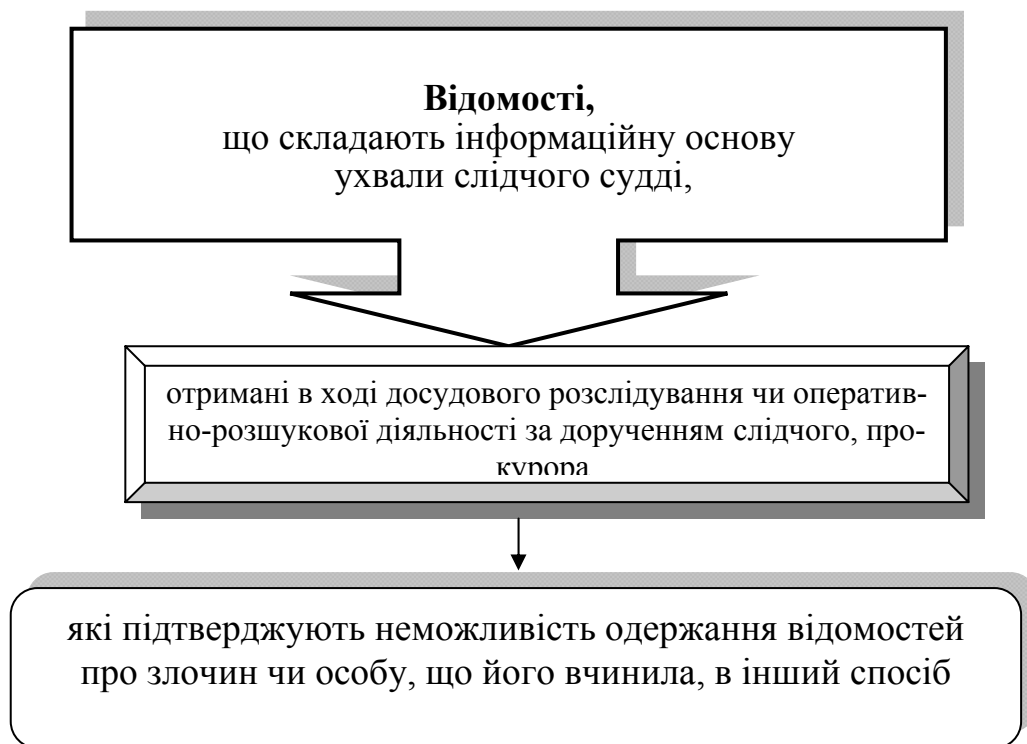 Відомості,
що складають інформаційну основу
ухвали слідчого судді,
отримані в ході досудового розслідування чи оператив-
но-розшукової діяльності за дорученням слідчого, про-
курора
які підтверджують неможливість одержання відомостей
про злочин чи особу, що його вчинила, в інший спосіб